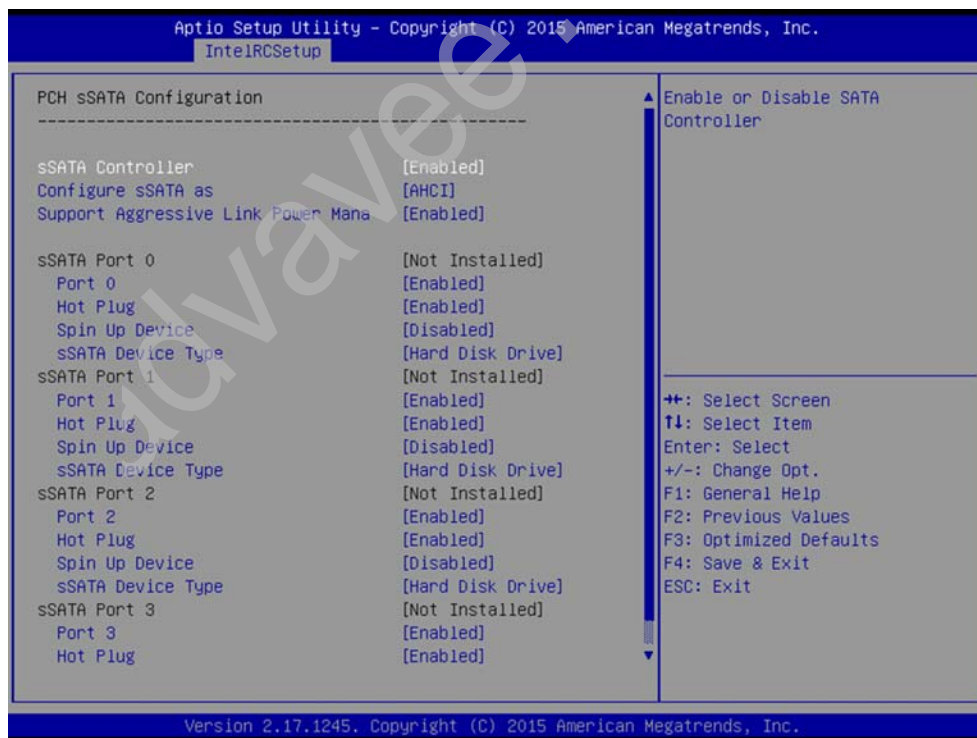 Aptio Setup Utility – Copyright (C) 2015 American Megatrends, Inc.
IntelRCSetup
PCH sSATA Configuration
--------------------------------------------------
sSATA Controller [Enabled]
Configure sSATA as [AHCI]
Support Aggressive Link Power Mana [Enabled]
sSATA Port 0 [Not Installed]
Port 0 [Enabled]
Hot Plug [Enabled]
Spin Up Device [Disabled]
sSATA Device Type [Hard Disk Drive]
sSATA Port 1 [Not Installed]
Port 1 [Enabled]
Hot Plug [Enabled]
Spin Up Device [Disabled]
sSATA Device Type [Hard Disk Drive]
sSATA Port 2 [Not Installed]
Port 2 [Enabled]
Hot Plug [Enabled]
Spin Up Device [Disabled]
sSATA Device Type [Hard Disk Drive]
sSATA Port 3 [Not Installed]
Port 3 [Enabled]
Hot Plug [Enabled]
Enable or Disable SATA
Controller
→←: Select Screen
↑↓: Select Item
Enter: Select
+/-: Change Opt.
F1: General Help
F2: Previous Values
F3: Optimized Defaults
F4: Save & Exit
ESC: Exit
Version 2.17.1245. Copyright (C) 2015 American Megatrends, Inc.